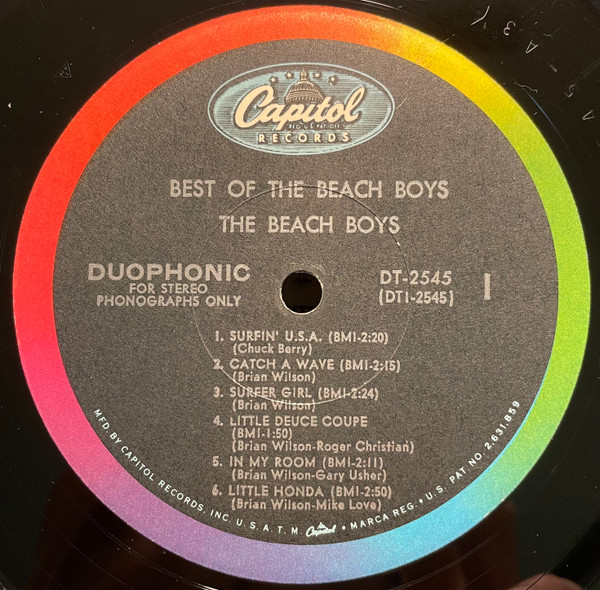 Capitol
REG. U.S. PAT. OFF.
RECORDS
BEST OF THE BEACH BOYS
THE BEACH BOYS
DUOPHONIC
FOR STEREO
PHONOGRAPHS ONLY
DT-2545
(DT1-2545)
1
1. SURFIN' U.S.A. (BMI-2:20)
(Chuck Berry)
2. CATCH A WAVE (BMI-2:15)
(Brian Wilson)
3. SURFER GIRL (BMI-2:24)
(Brian Wilson)
4. LITTLE DEUCE COUPE
(BMI-1:50)
(Brian Wilson-Roger Christian)
5. IN MY ROOM (BMI-2:11)
(Brian Wilson-Gary Usher)
6. LITTLE HONDA (BMI-2:50)
(Brian Wilson-Mike Love)
MFD. BY CAPITOL RECORDS, INC. U.S.A. T.M. Capitol • MARCA REG. • U.S. PAT. NO. 2,631,859